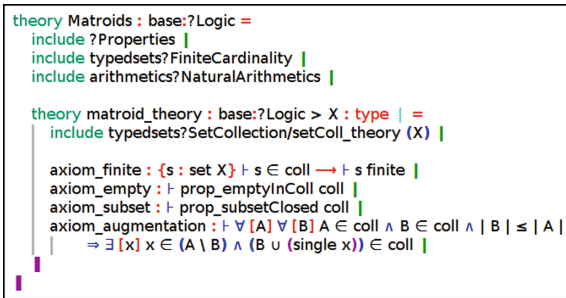 theory Matroids : base:?Logic =
include ?Properties ❙
include typedsets?FiniteCardinality ❙
include arithmetics?NaturalArithmetics ❙
theory matroid_theory : base:?Logic > X : type ❘ =
include typedsets?SetCollection/setColl_theory (X) ❙
axiom_finite : {s : set X} ⊦ s ∈ coll ⟶ ⊦ s finite ❙
axiom_empty : ⊦ prop_emptyInColl coll ❙
axiom_subset : ⊦ prop_subsetClosed coll ❙
axiom_augmentation : ⊦ ∀ [A] ∀ [B] A ∈ coll ∧ B ∈ coll ∧ | B | ≤ | A |
⇒ ∃ [x] x ∈ (A \ B) ∧ (B ∪ (single x)) ∈ coll ❙
❚
❚